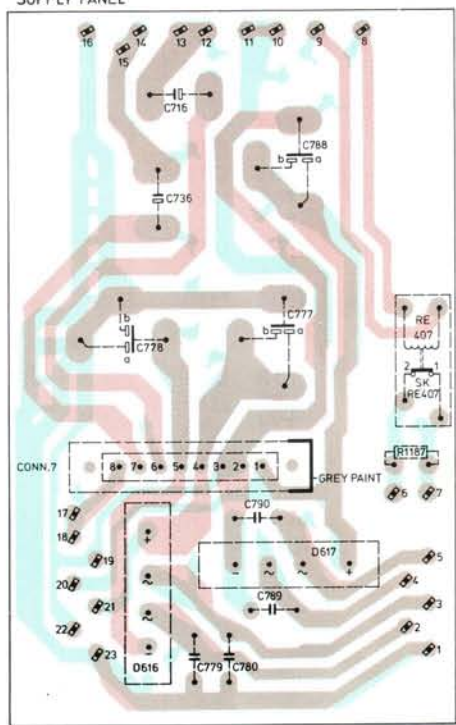 SUPPLY PANEL
16 15 14 13 12 11 10 9 8
C716
C788
b a
C736
b
C778
a
C777
b a
RE
407
2 1
SK
RE407
R1187
CONN.7
8 7 6 5 4 3 2 1
GREY PAINT
6 7
17
18
19
20
21
22
23
+
~
~
-
D616
C790
D617
- ~ ~ +
C789
C779 C780
5
4
3
2
1